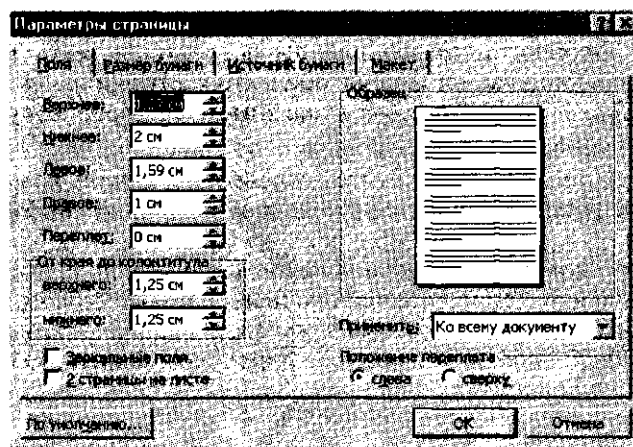 Параметры страницы
Поля Размер бумаги Источник бумаги Макет
Верхнее:
Нижнее: 2 см
Левое: 1,59 см
Правое: 1 см
Переплет: 0 см
От края до колонтитула
верхнего: 1,25 см
нижнего: 1,25 см
Зеркальные поля
2 страницы на листе
Образец
Применить: Ко всему документу
Положение переплета
слева сверху
По умолчанию... ОК Отмена